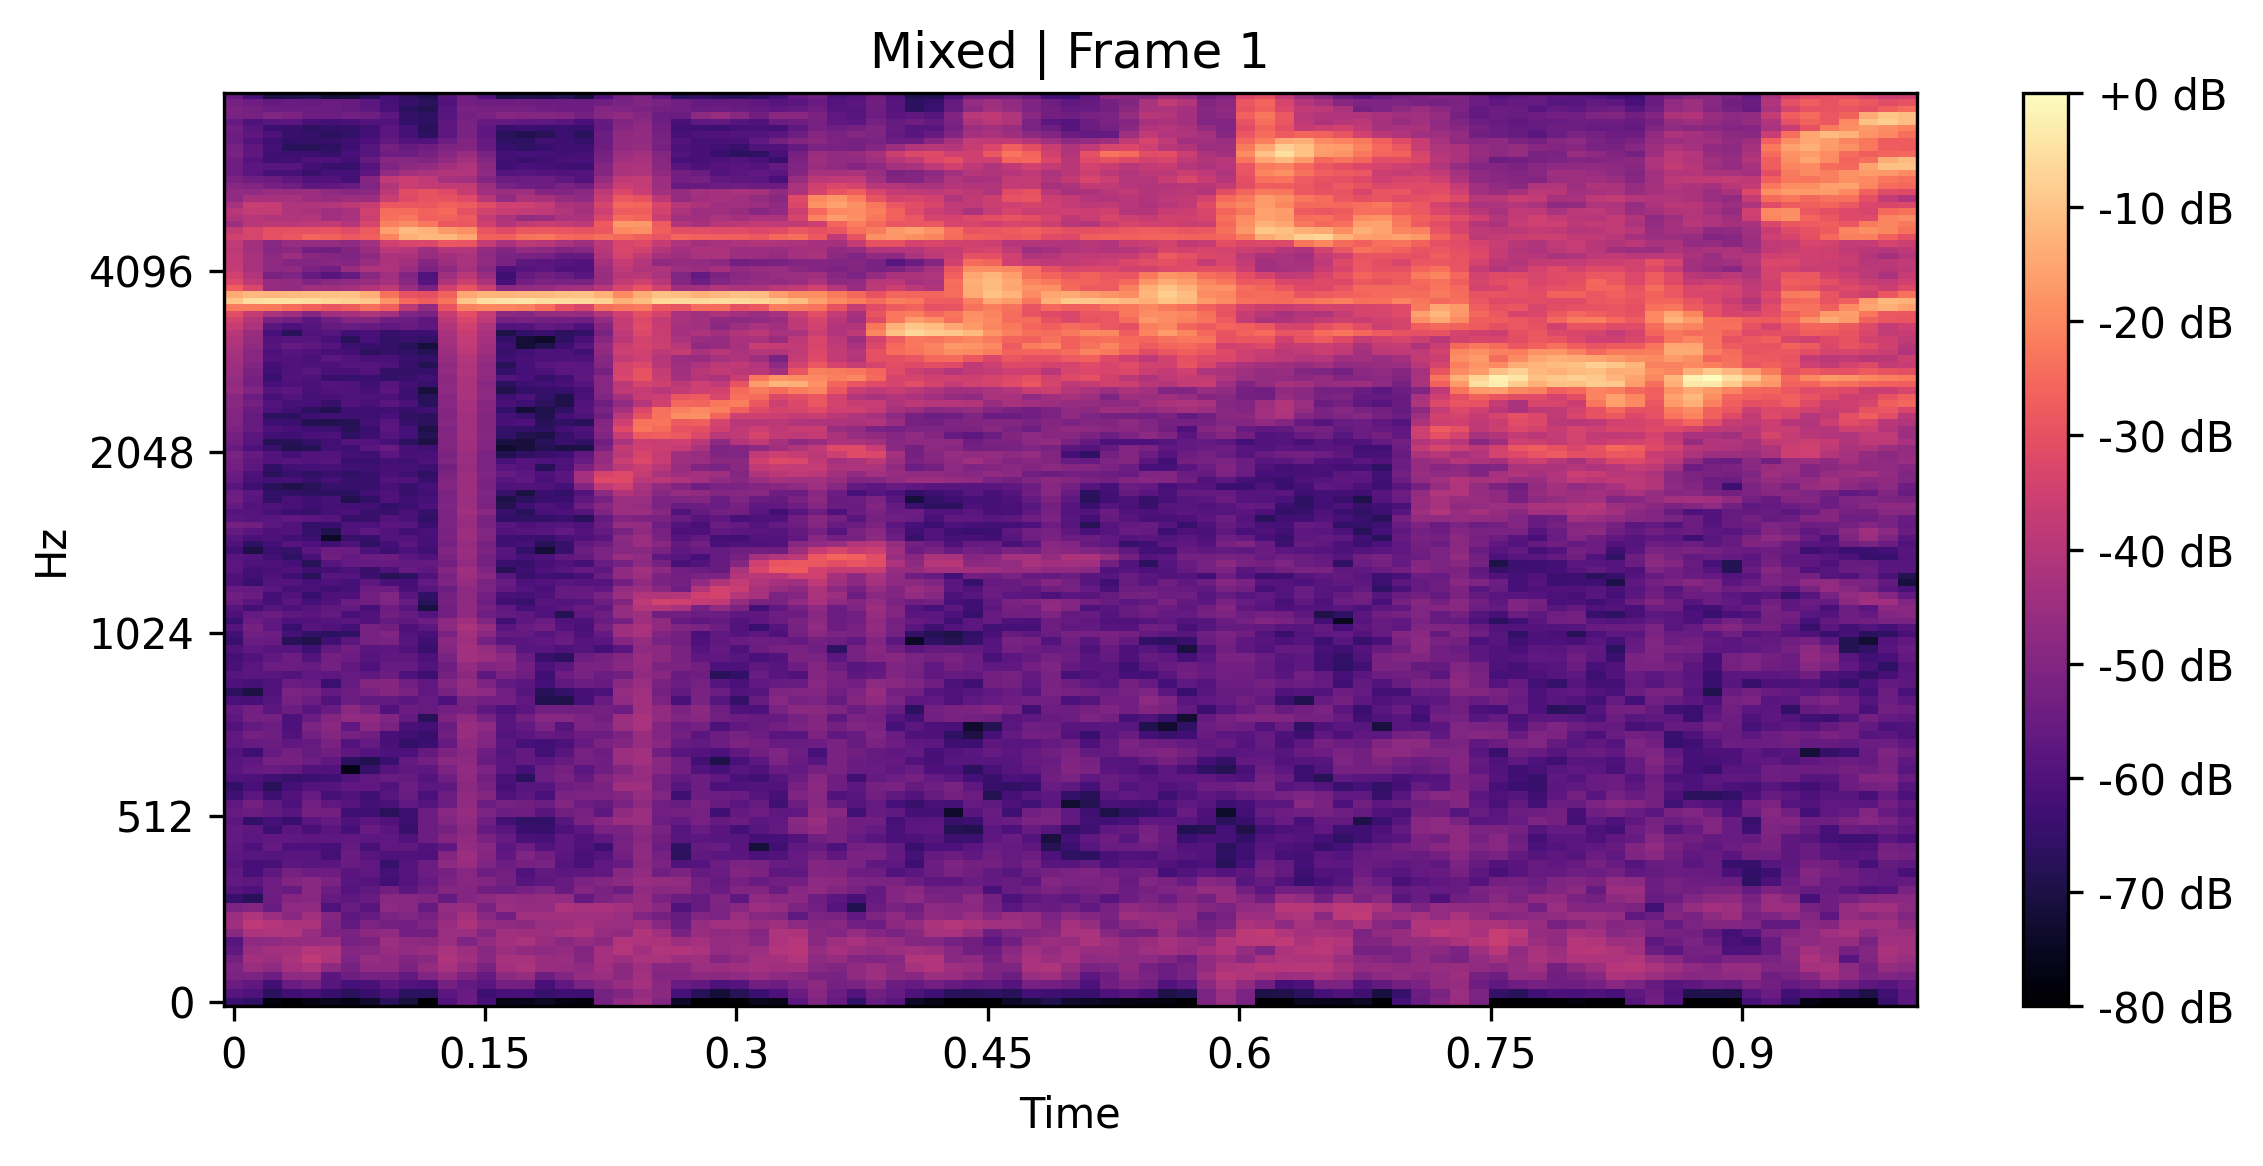 Mixed | Frame 1
+0 dB
-10 dB
-20 dB
-30 dB
-40 dB
-50 dB
-60 dB
-70 dB
-80 dB
4096
2048
1024
512
0
Hz
0 0.15 0.3 0.45 0.6 0.75 0.9
Time